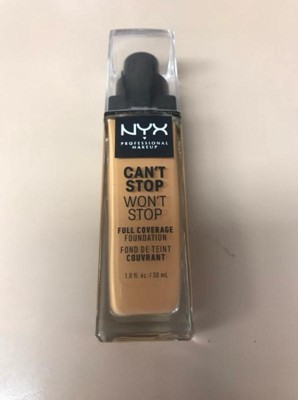 NYX
PROFESSIONAL MAKEUP
CAN'T
STOP
WON'T
STOP
FULL COVERAGE
FOUNDATION
FOND DE TEINT
COUVRANT
1.0 fl. oz. / 30 mL